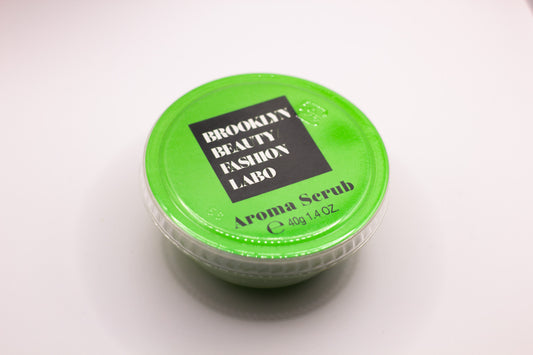 BROOKLYN
BEAUTY/
FASHION
LABO
Aroma Scrub
℮ 40g 1.4 OZ